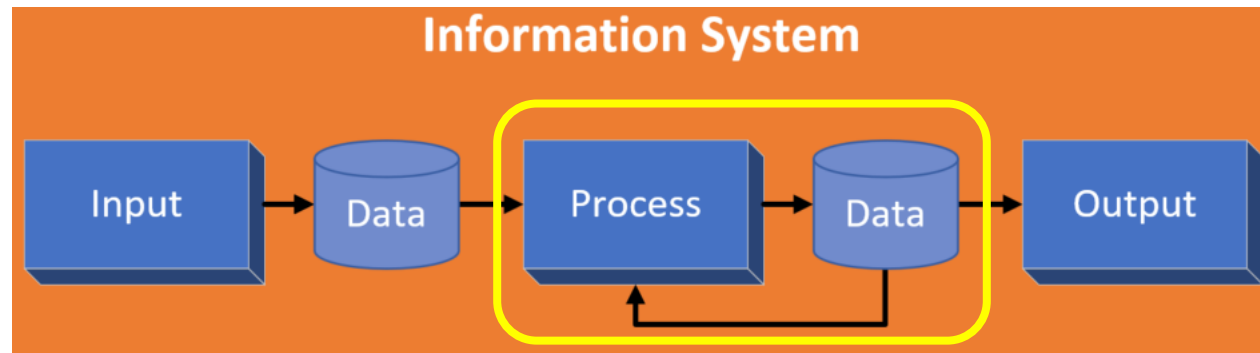 Information System
Input
Data
Process
Data
Output